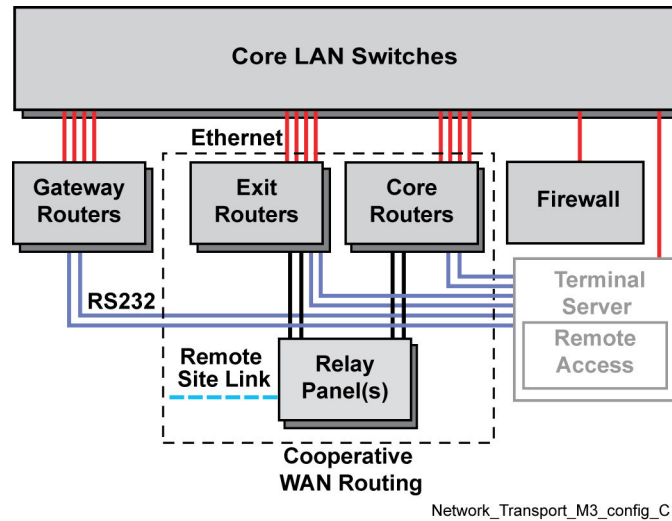 Core LAN Switches
Ethernet
Gateway
Routers
Exit
Routers
Core
Routers
Firewall
RS232
Terminal
Server
Remote
Access
Remote
Site Link
Relay
Panel(s)
Cooperative
WAN Routing
Network_Transport_M3_config_C